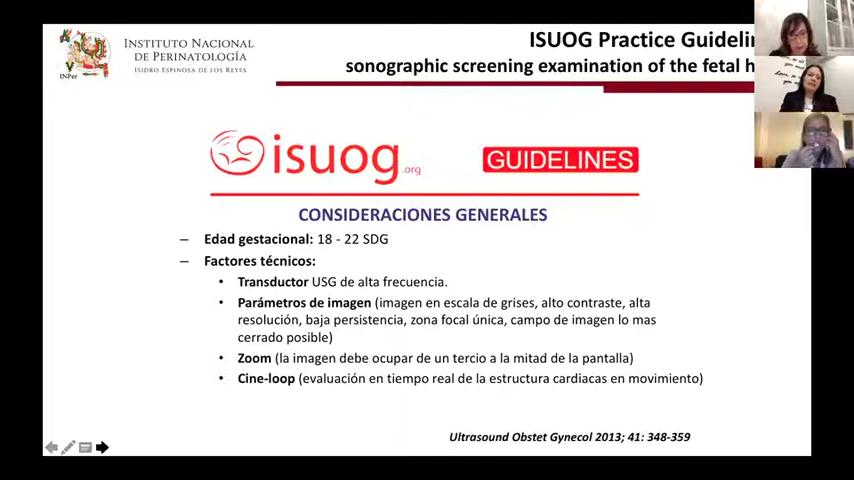 INSTITUTO NACIONAL
DE PERINATOLOGÍA
ISIDRO ESPINOSA DE LOS REYES
INPer
ISUOG Practice Guidelin
sonographic screening examination of the fetal h
isuog.org
GUIDELINES
CONSIDERACIONES GENERALES
– Edad gestacional: 18 - 22 SDG
– Factores técnicos:
• Transductor USG de alta frecuencia.
• Parámetros de imagen (imagen en escala de grises, alto contraste, alta
resolución, baja persistencia, zona focal única, campo de imagen lo mas
cerrado posible)
• Zoom (la imagen debe ocupar de un tercio a la mitad de la pantalla)
• Cine-loop (evaluación en tiempo real de la estructura cardiacas en movimiento)
Ultrasound Obstet Gynecol 2013; 41: 348-359